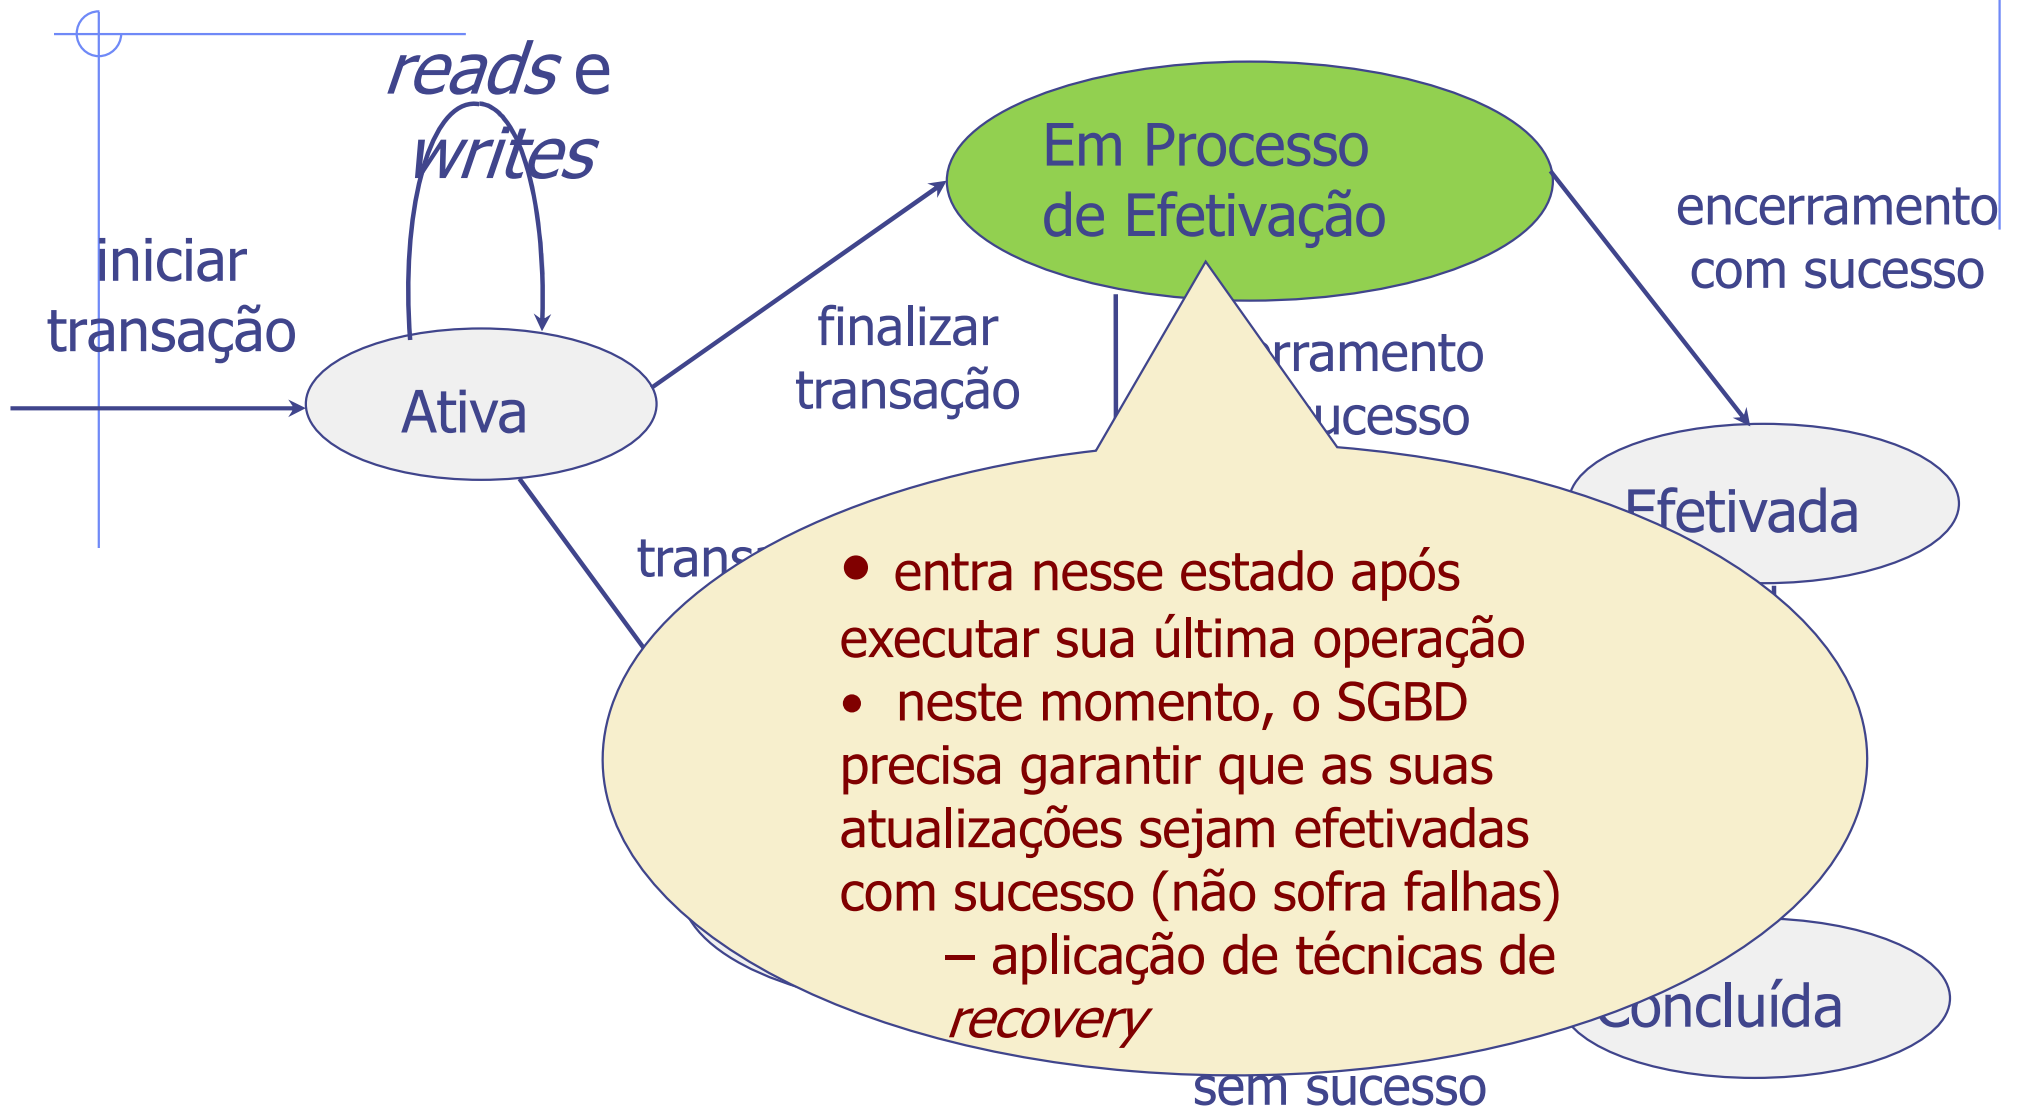 reads e
writes
iniciar
transação
Ativa
Em Processo
de Efetivação
finalizar
transação
encerramento
com sucesso
Efetivada
• entra nesse estado após
executar sua última operação
• neste momento, o SGBD
precisa garantir que as suas
atualizações sejam efetivadas
com sucesso (não sofra falhas)
– aplicação de técnicas de
recovery
Concluída
sem sucesso